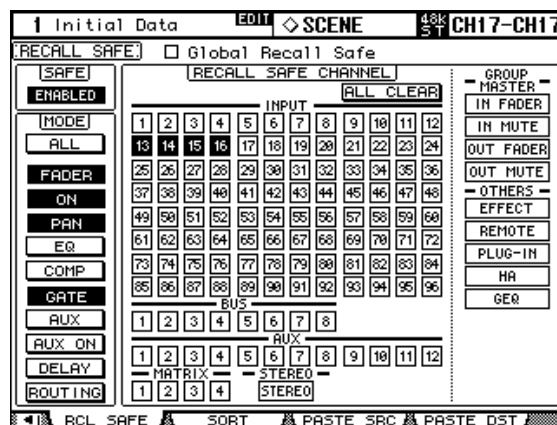 1 Initial Data EDIT ◇SCENE 48K ST CH17-CH17
RECALL SAFE □ Global Recall Safe
SAFE
ENABLED
MODE
ALL
FADER
ON
PAN
EQ
COMP
GATE
AUX
AUX ON
DELAY
ROUTING
RECALL SAFE CHANNEL
ALL CLEAR
INPUT
1 2 3 4 5 6 7 8 9 10 11 12
13 14 15 16 17 18 19 20 21 22 23 24
25 26 27 28 29 30 31 32 33 34 35 36
37 38 39 40 41 42 43 44 45 46 47 48
49 50 51 52 53 54 55 56 57 58 59 60
61 62 63 64 65 66 67 68 69 70 71 72
73 74 75 76 77 78 79 80 81 82 83 84
85 86 87 88 89 90 91 92 93 94 95 96
BUS
1 2 3 4 5 6 7 8
AUX
1 2 3 4 5 6 7 8 9 10 11 12
MATRIX STEREO
1 2 3 4 STEREO
GROUP
MASTER
IN FADER
IN MUTE
OUT FADER
OUT MUTE
OTHERS
EFFECT
REMOTE
PLUG-IN
HA
GEQ
RCL SAFE SORT PASTE SRC PASTE DST